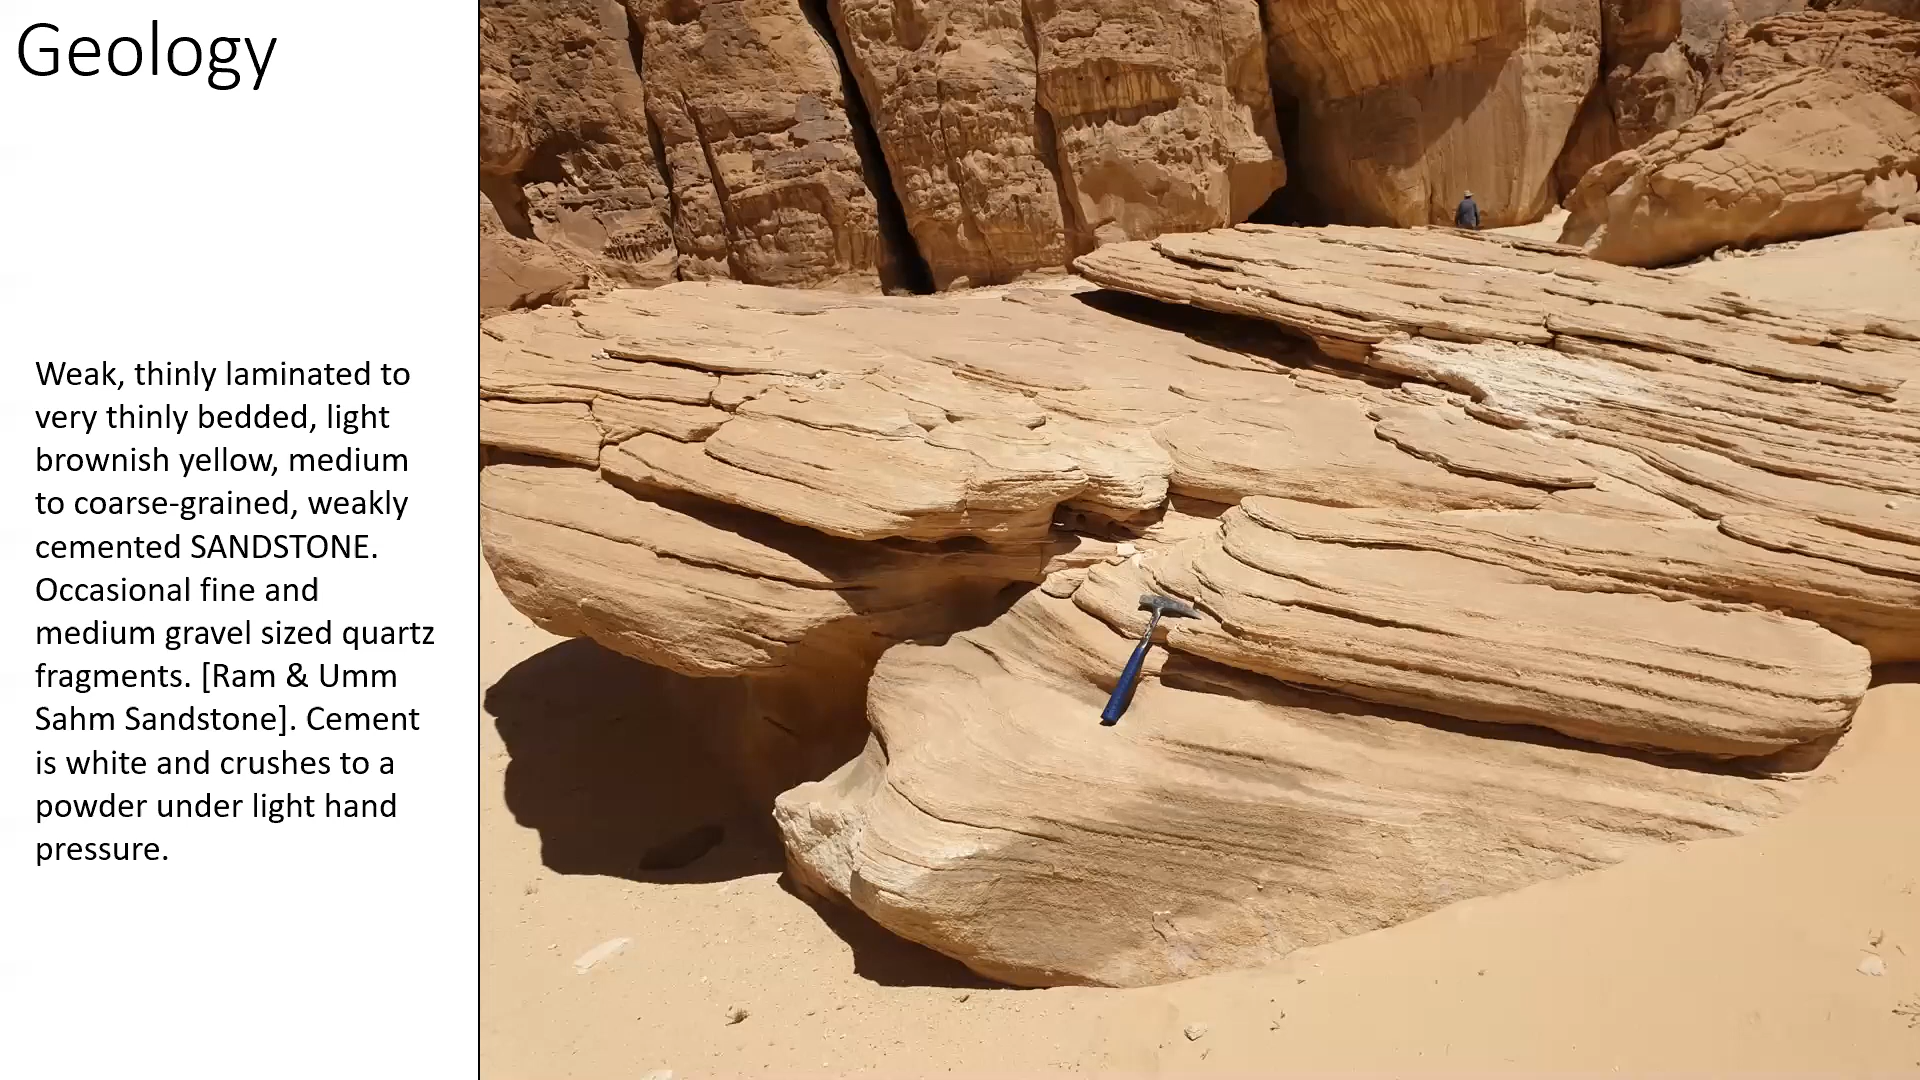 Geology
Weak, thinly laminated to
very thinly bedded, light
brownish yellow, medium
to coarse-grained, weakly
cemented SANDSTONE.
Occasional fine and
medium gravel sized quartz
fragments. [Ram & Umm
Sahm Sandstone]. Cement
is white and crushes to a
powder under light hand
pressure.